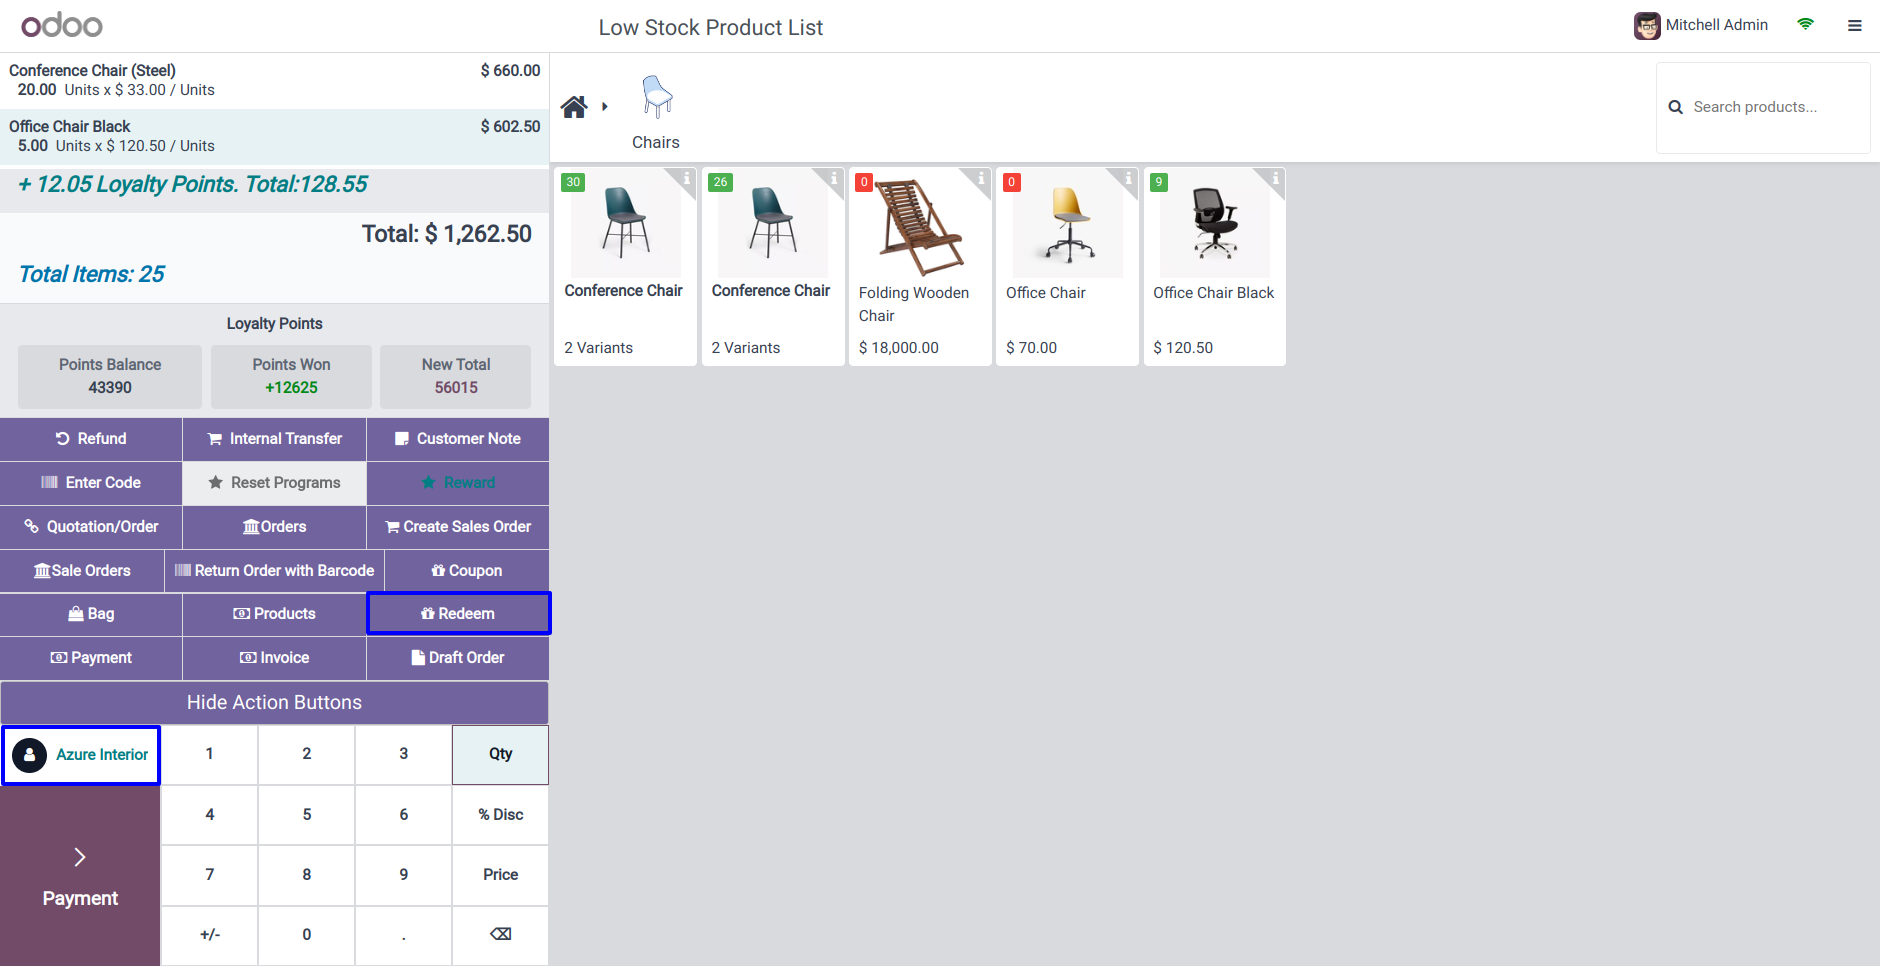 odoo
Low Stock Product List
Mitchell Admin
Conference Chair (Steel) $ 660.00
20.00 Units x $ 33.00 / Units
Office Chair Black $ 602.50
5.00 Units x $ 120.50 / Units
+ 12.05 Loyalty Points. Total:128.55
Total: $ 1,262.50
Total Items: 25
Loyalty Points
Points Balance Points Won New Total
43390 +12625 56015
Refund Internal Transfer Customer Note
Enter Code Reset Programs Reward
Quotation/Order Orders Create Sales Order
Sale Orders Return Order with Barcode Coupon
Bag Products Redeem
Payment Invoice Draft Order
Hide Action Buttons
Azure Interior 1 2 3 Qty
4 5 6 % Disc
7 8 9 Price
Payment
+/- 0 .
Chairs
Search products...
30 26 0 0 9
Conference Chair Conference Chair Folding Wooden Chair Office Chair Office Chair Black
2 Variants 2 Variants $ 18,000.00 $ 70.00 $ 120.50